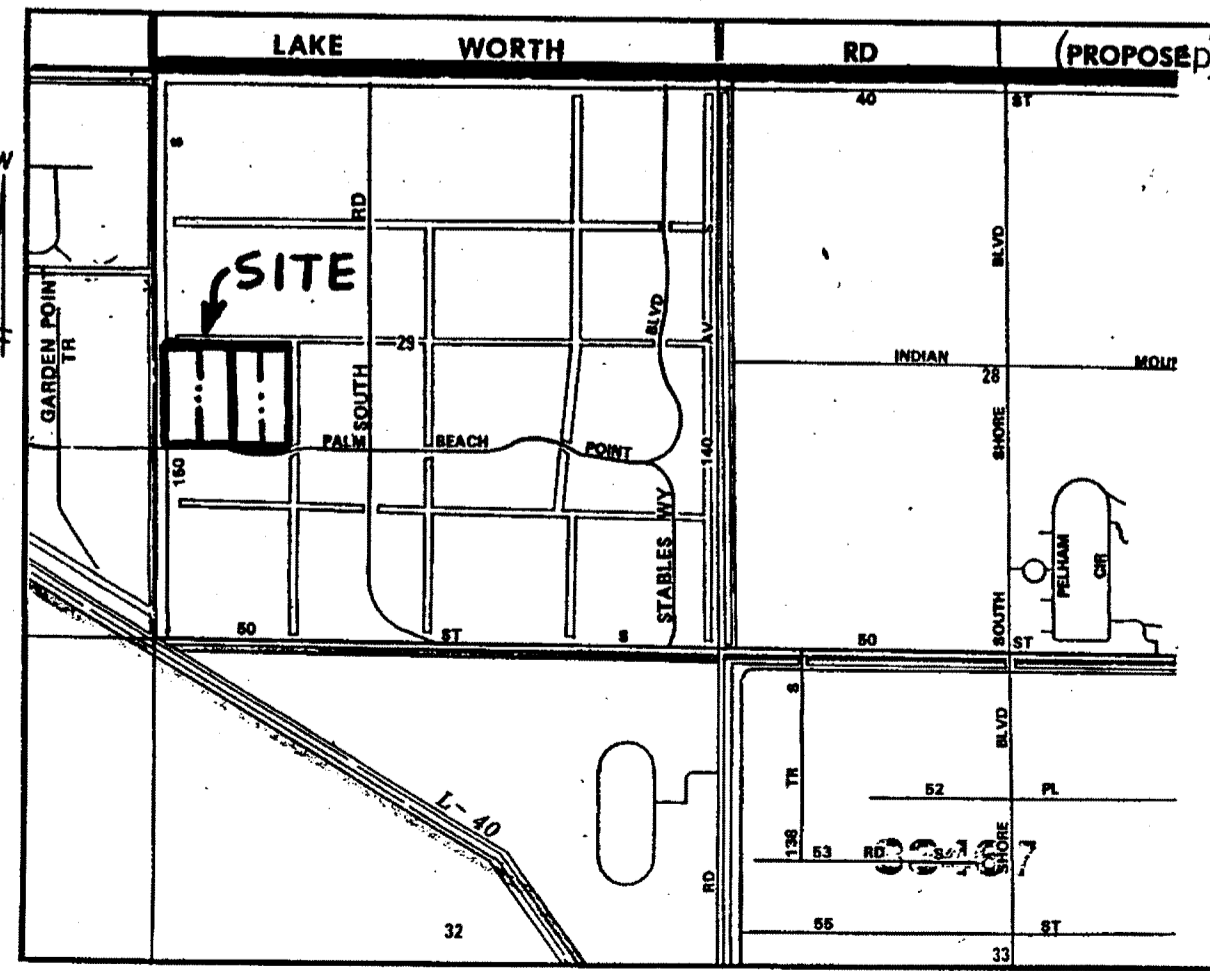 LAKE WORTH RD (PROPOSED)
40 ST
W
S
RD
BLVD
SITE
GARDEN POINT TR
BLVD
AV
29
INDIAN
28
SOUTH
SHORE
PALM BEACH POINT
150
140
STABLES WY
PELHAM CIR
SOUTH
50 ST S
50 ST
S
BLVD
TR
52 PL
L-40
138
53 RD S
SHORE
RD
32
55 ST
33